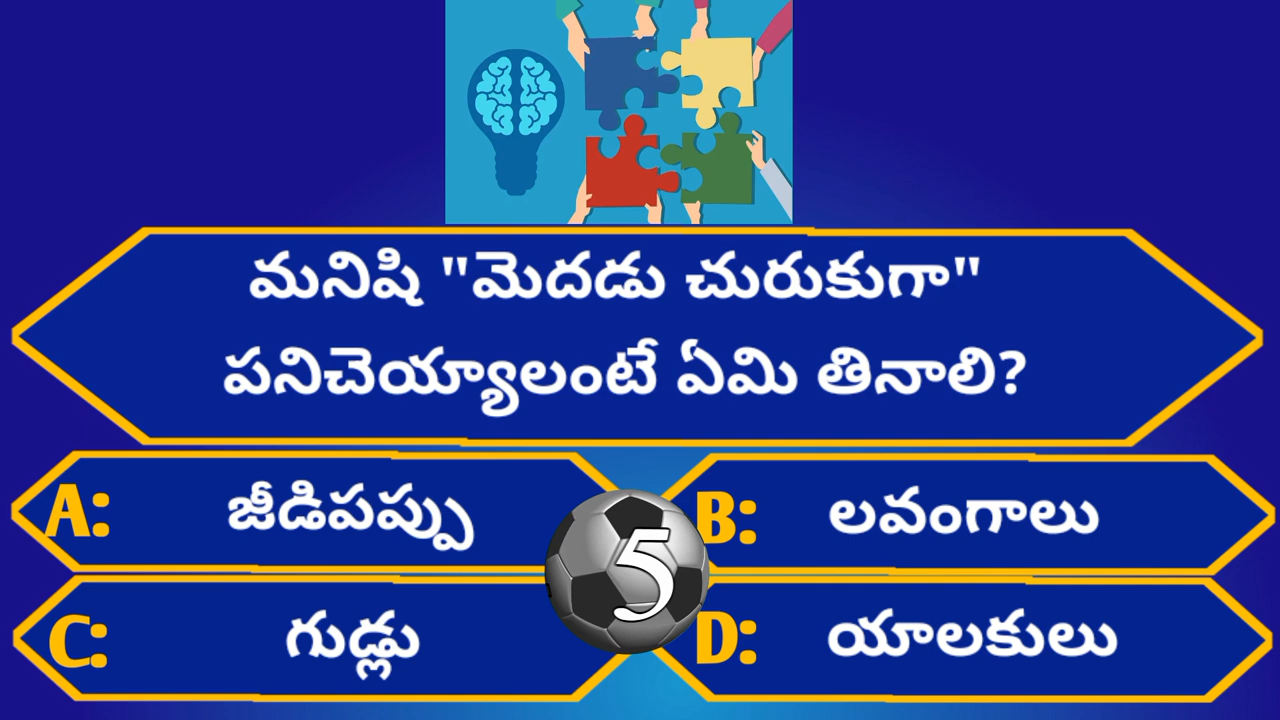 మనిషి "మెదడు చురుకుగా"
పనిచెయ్యాలంటే ఏమి తినాలి?
A: జీడిపప్పు
B: లవంగాలు
5
C: గుడ్లు
D: యాలకులు